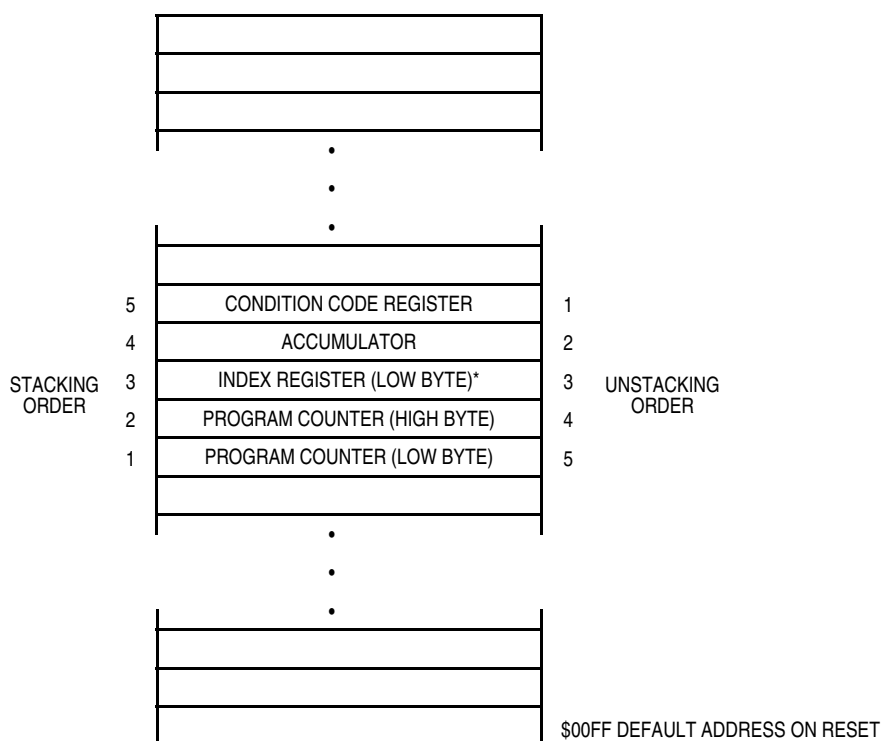 5 CONDITION CODE REGISTER 1
4 ACCUMULATOR 2
STACKING ORDER
3 INDEX REGISTER (LOW BYTE)* 3
UNSTACKING ORDER
2 PROGRAM COUNTER (HIGH BYTE) 4
1 PROGRAM COUNTER (LOW BYTE) 5
$00FF DEFAULT ADDRESS ON RESET